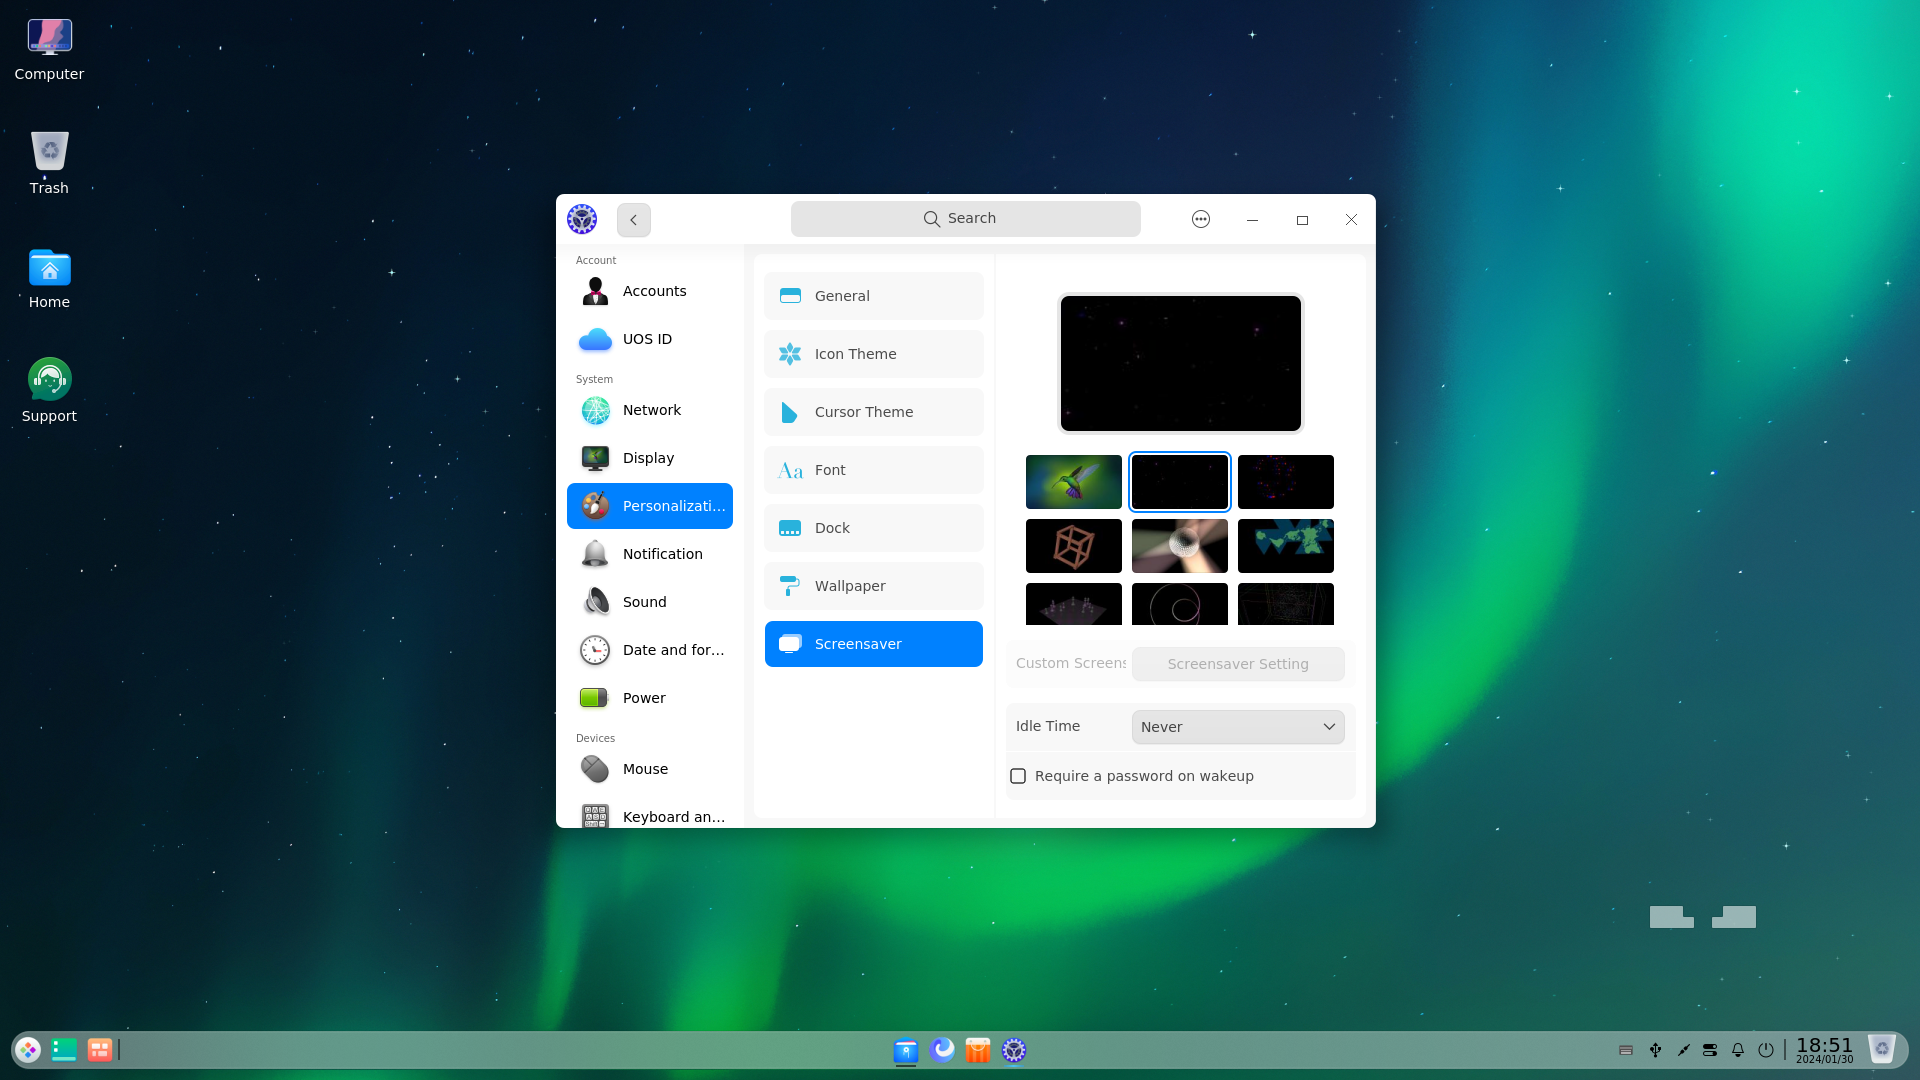 Computer
Trash
Home
Support
Search
Account
Accounts
UOS ID
System
Network
Display
Personalizati...
Notification
Sound
Date and for...
Power
Devices
Mouse
Keyboard an...
General
Icon Theme
Cursor Theme
Aa Font
Dock
Wallpaper
Screensaver
Custom Screens
Screensaver Setting
Idle Time
Never
Require a password on wakeup
18:51
2024/01/30